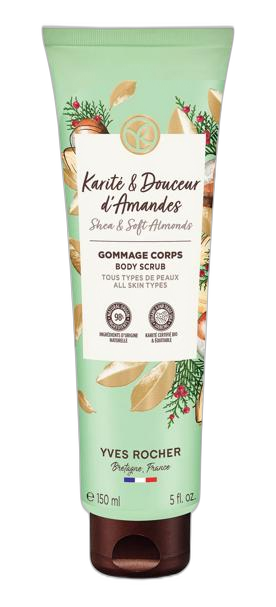 Karité & Douceur
d'Amandes
Shea & Soft Almonds
GOMMAGE CORPS
BODY SCRUB
TOUS TYPES DE PEAUX
ALL SKIN TYPES
98%
INGRÉDIENTS D'ORIGINE
NATURELLE
KARITÉ CERTIFIÉ BIO
& ÉQUITABLE
YVES ROCHER
Bretagne, France
e 150 ml 5 fl. oz.